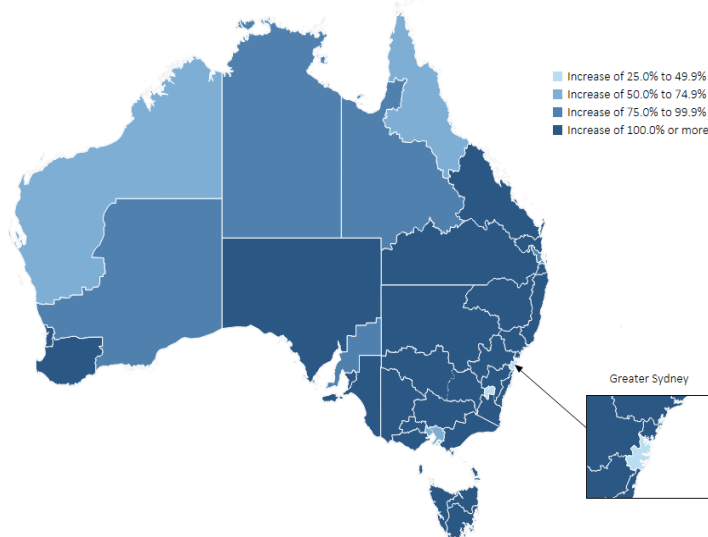 Increase of 25.0% to 49.9%
Increase of 50.0% to 74.9%
Increase of 75.0% to 99.9%
Increase of 100.0% or more
Greater Sydney